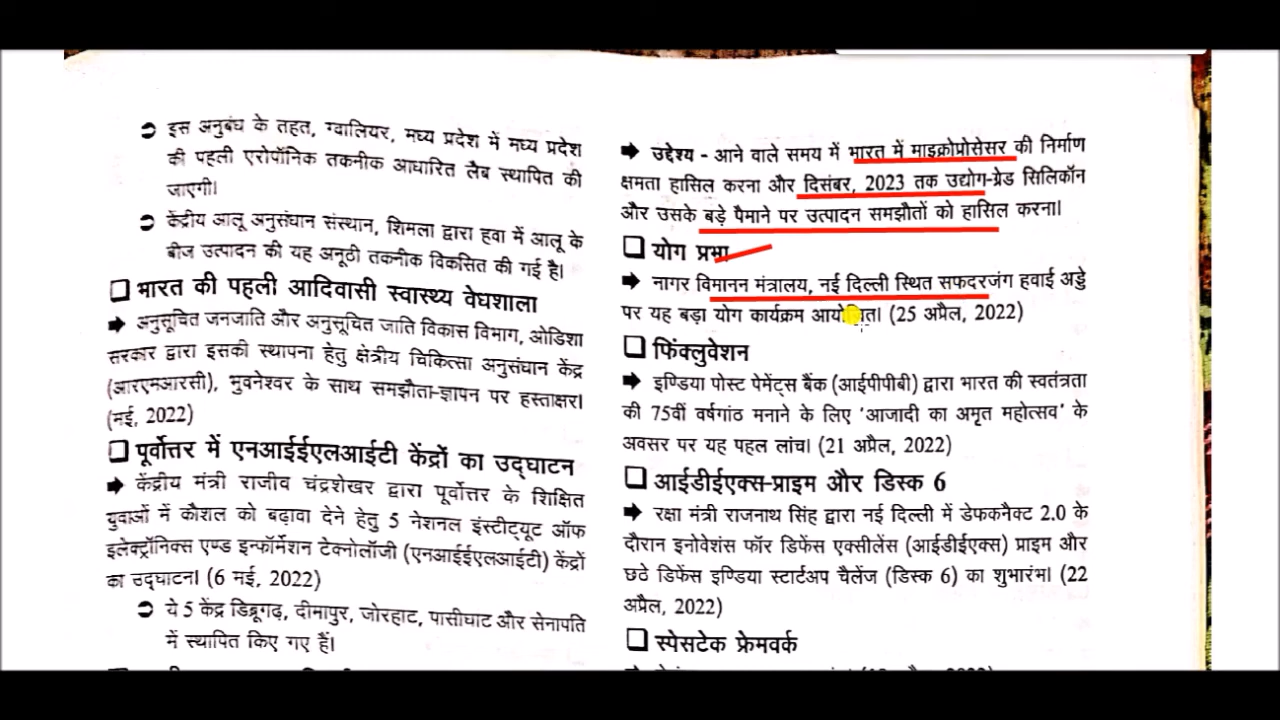 ➲ इस अनुबंध के तहत, ग्वालियर, मध्य प्रदेश में मध्य प्रदेश
की पहली एरोपॉनिक तकनीक आधारित लैब स्थापित की
जाएगी।
➲ केंद्रीय आलू अनुसंधान संस्थान, शिमला द्वारा हवा में आलू के
बीज उत्पादन की यह अनूठी तकनीक विकसित की गई है।
❑ भारत की पहली आदिवासी स्वास्थ्य वेधशाला
➡ अनुसूचित जनजाति और अनुसूचित जाति विकास विभाग, ओडिशा
सरकार द्वारा इसकी स्थापना हेतु क्षेत्रीय चिकित्सा अनुसंधान केंद्र
(आरएमआरसी), भुवनेश्वर के साथ समझौता-ज्ञापन पर हस्ताक्षर।
(मई, 2022)
❑ पूर्वोत्तर में एनआईईएलआईटी केंद्रों का उद्घाटन
➡ केंद्रीय मंत्री राजीव चंद्रशेखर द्वारा पूर्वोत्तर के शिक्षित
युवाओं में कौशल को बढ़ावा देने हेतु 5 नेशनल इंस्टीट्यूट ऑफ
इलेक्ट्रॉनिक्स एण्ड इन्फॉर्मेशन टेक्नोलॉजी (एनआईईएलआईटी) केंद्रों
का उद्घाटन। (6 मई, 2022)
➲ ये 5 केंद्र डिब्रूगढ़, दीमापुर, जोरहाट, पासीघाट और सेनापति
में स्थापित किए गए हैं।
➡ उद्देश्य - आने वाले समय में भारत में माइक्रोप्रोसेसर की निर्माण
क्षमता हासिल करना और दिसंबर, 2023 तक उद्योग-ग्रेड सिलिकॉन
और उसके बड़े पैमाने पर उत्पादन समझौतों को हासिल करना।
❑ योग प्रभा
➡ नागर विमानन मंत्रालय, नई दिल्ली स्थित सफदरजंग हवाई अड्डे
पर यह बड़ा योग कार्यक्रम आयोजित। (25 अप्रैल, 2022)
❑ फिंक्लुवेशन
➡ इण्डिया पोस्ट पेमेंट्स बैंक (आईपीपीबी) द्वारा भारत की स्वतंत्रता
की 75वीं वर्षगांठ मनाने के लिए 'आजादी का अमृत महोत्सव' के
अवसर पर यह पहल लांच। (21 अप्रैल, 2022)
❑ आईडीईएक्स-प्राइम और डिस्क 6
➡ रक्षा मंत्री राजनाथ सिंह द्वारा नई दिल्ली में डेफकनैक्ट 2.0 के
दौरान इनोवेशंस फॉर डिफेंस एक्सीलेंस (आईडीईएक्स) प्राइम और
छठे डिफेंस इण्डिया स्टार्टअप चैलेंज (डिस्क 6) का शुभारंभ। (22
अप्रैल, 2022)
❑ स्पेसटेक फ्रेमवर्क